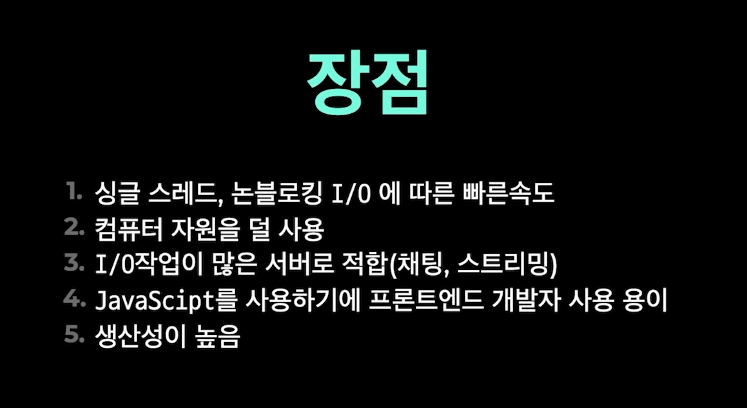 장점
1. 싱글 스레드, 논블로킹 I/O 에 따른 빠른속도
2. 컴퓨터 자원을 덜 사용
3. I/O작업이 많은 서버로 적합(채팅, 스트리밍)
4. JavaScipt를 사용하기에 프론트엔드 개발자 사용 용이
5. 생산성이 높음